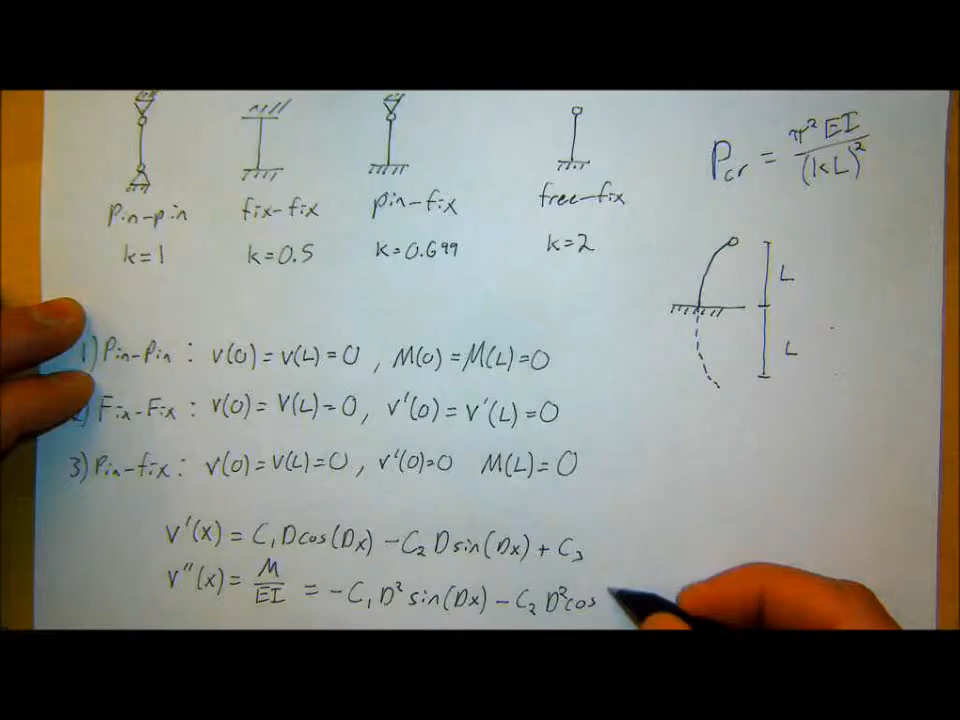 Pcr = π² EI / (kL)²
Pin-pin fix-fix pin-fix free-fix
k=1 k=0.5 k=0.699 k=2
L
L
1) Pin-Pin : v(0) = v(L) = 0 , M(0) = M(L) = 0
2) Fix-Fix : v(0) = V(L) = 0 , v'(0) = v'(L) = 0
3) Pin-fix : v(0) = v(L) = 0 , v'(0) = 0 M(L) = 0
v'(x) = C₁ D cos(Dx) - C₂ D sin(Dx) + C₃
v"(x) = M / EI = -C₁ D² sin(Dx) - C₂ D² cos